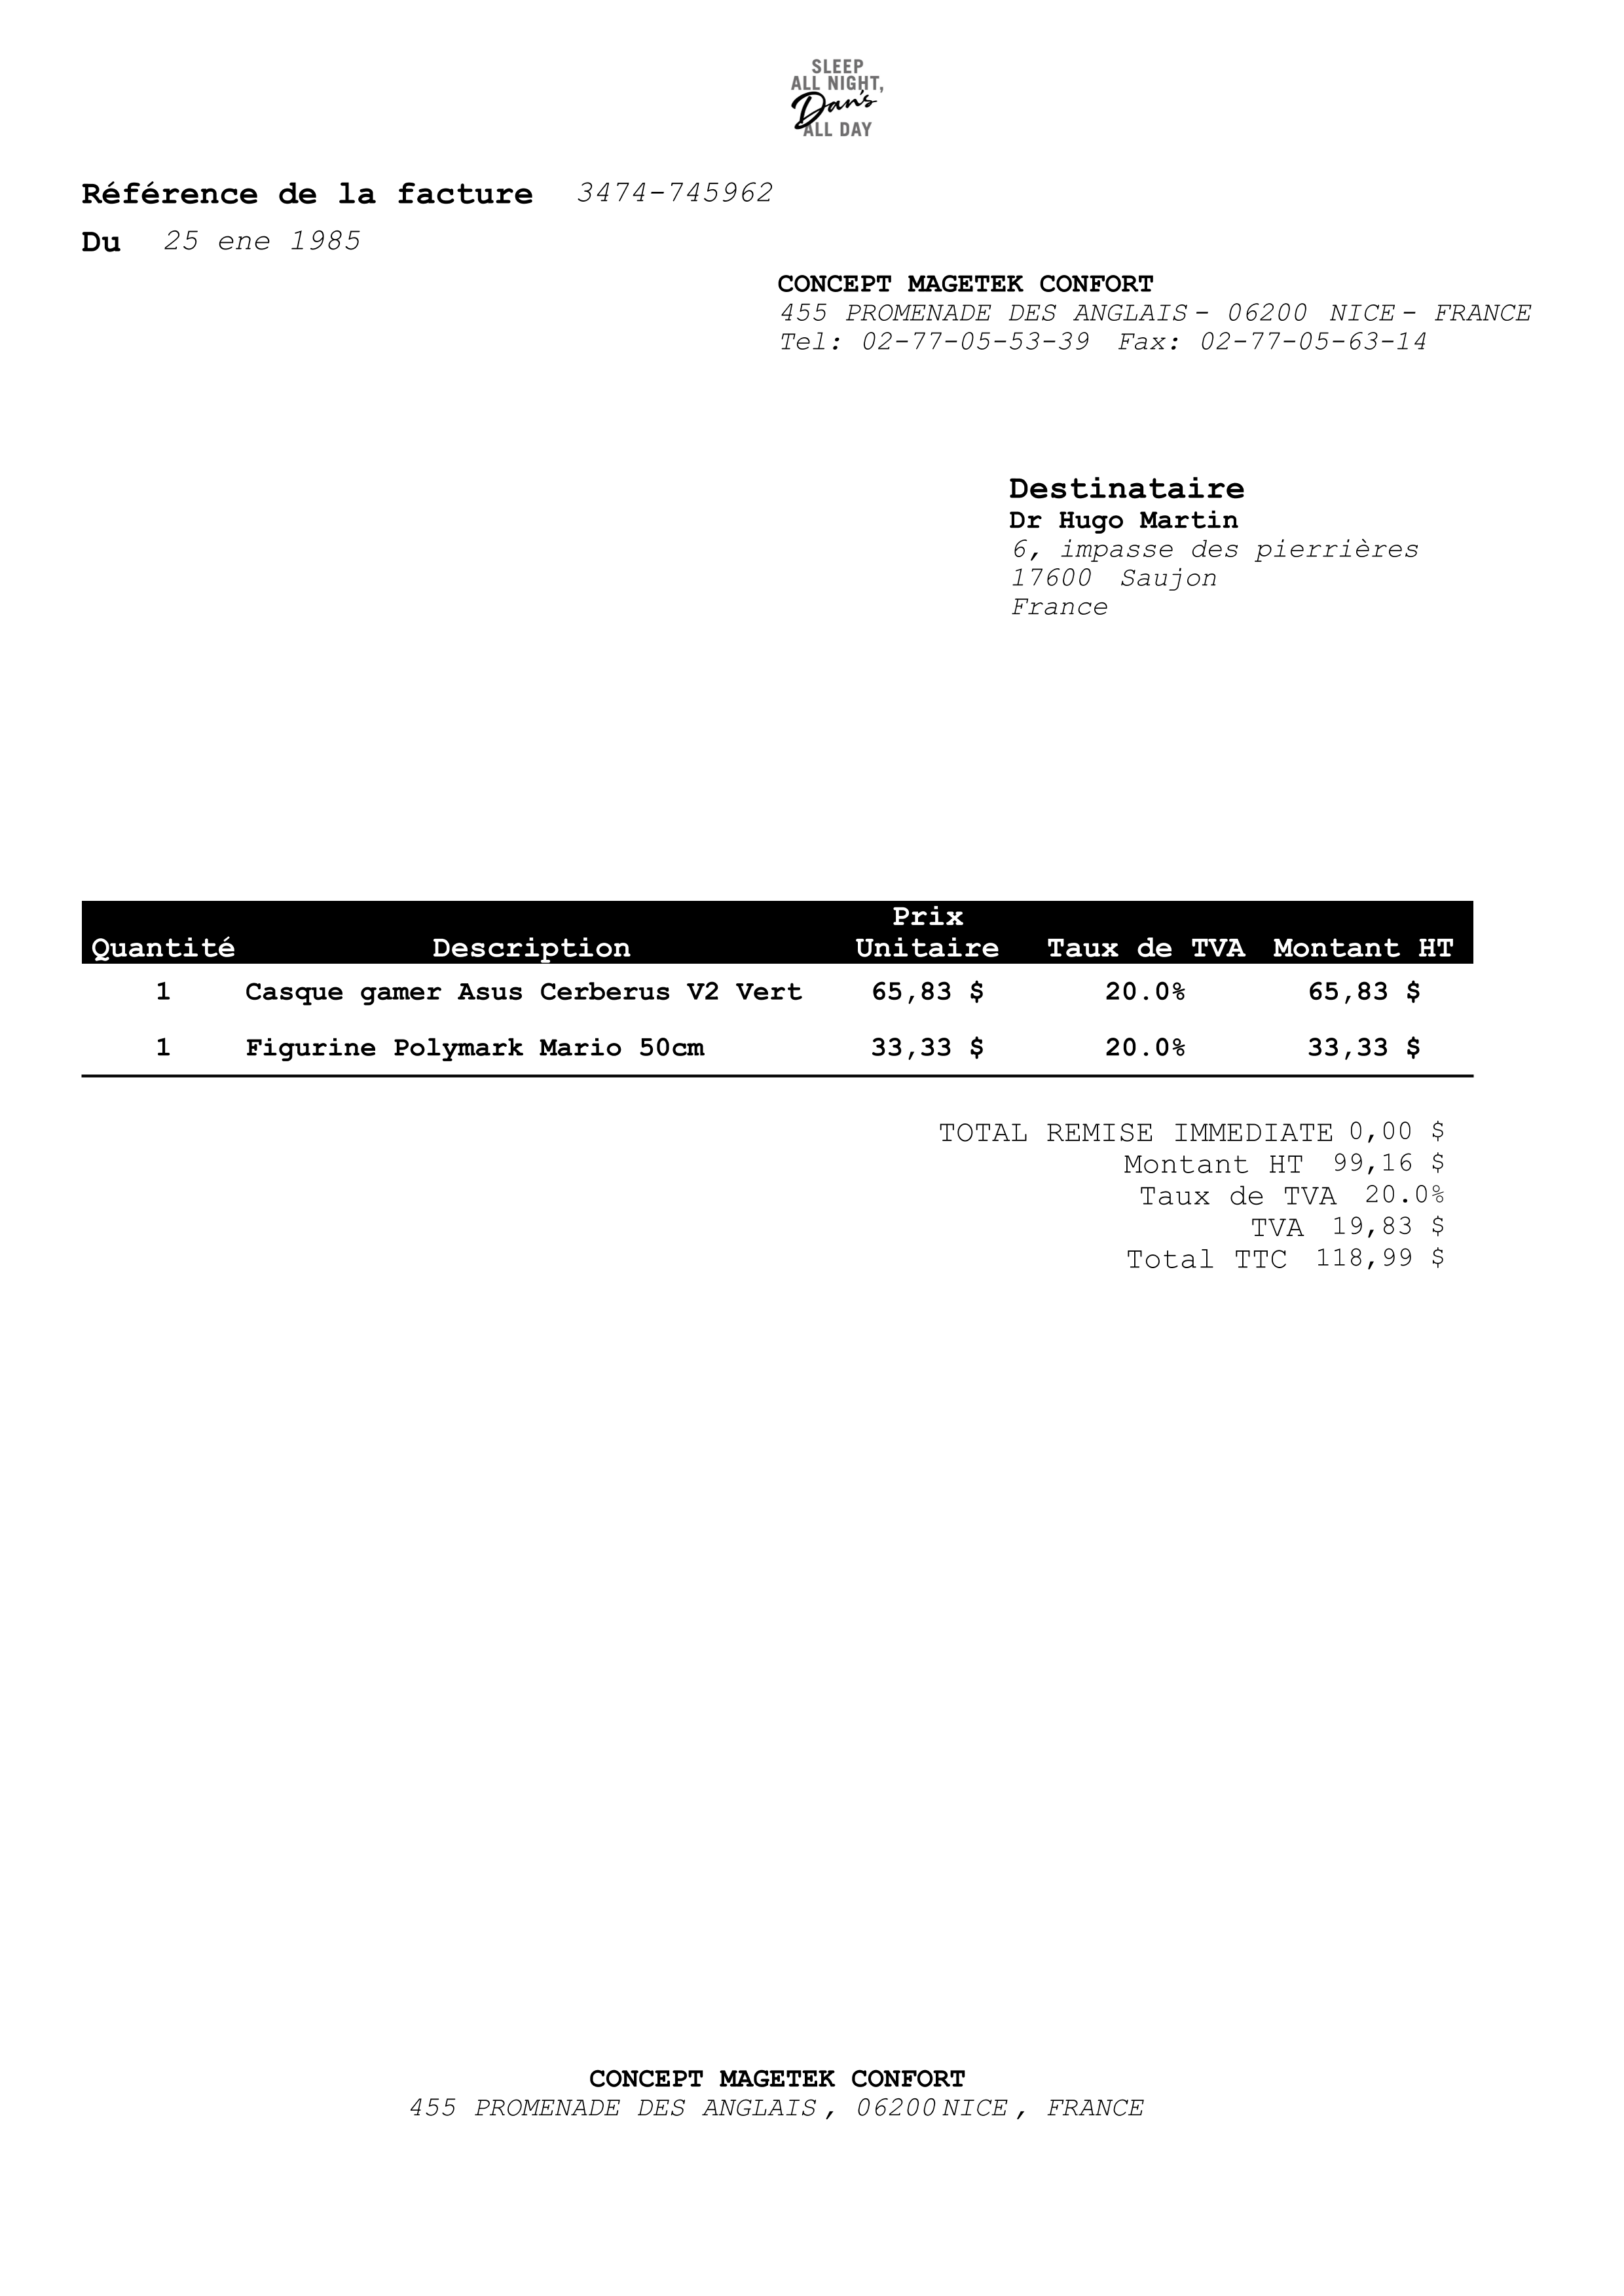 SLEEP
ALL NIGHT,
Dan's
ALL DAY
Référence de la facture 3474-745962
Du 25 ene 1985
CONCEPT MAGETEK CONFORT
455 PROMENADE DES ANGLAIS - 06200 NICE - FRANCE
Tel: 02-77-05-53-39 Fax: 02-77-05-63-14
Destinataire
Dr Hugo Martin
6, impasse des pierrières
17600 Saujon
France
Quantité Description Prix Unitaire Taux de TVA Montant HT
1 Casque gamer Asus Cerberus V2 Vert 65,83 $ 20.0% 65,83 $
1 Figurine Polymark Mario 50cm 33,33 $ 20.0% 33,33 $
TOTAL REMISE IMMEDIATE 0,00 $
Montant HT 99,16 $
Taux de TVA 20.0%
TVA 19,83 $
Total TTC 118,99 $
CONCEPT MAGETEK CONFORT
455 PROMENADE DES ANGLAIS , 06200 NICE , FRANCE